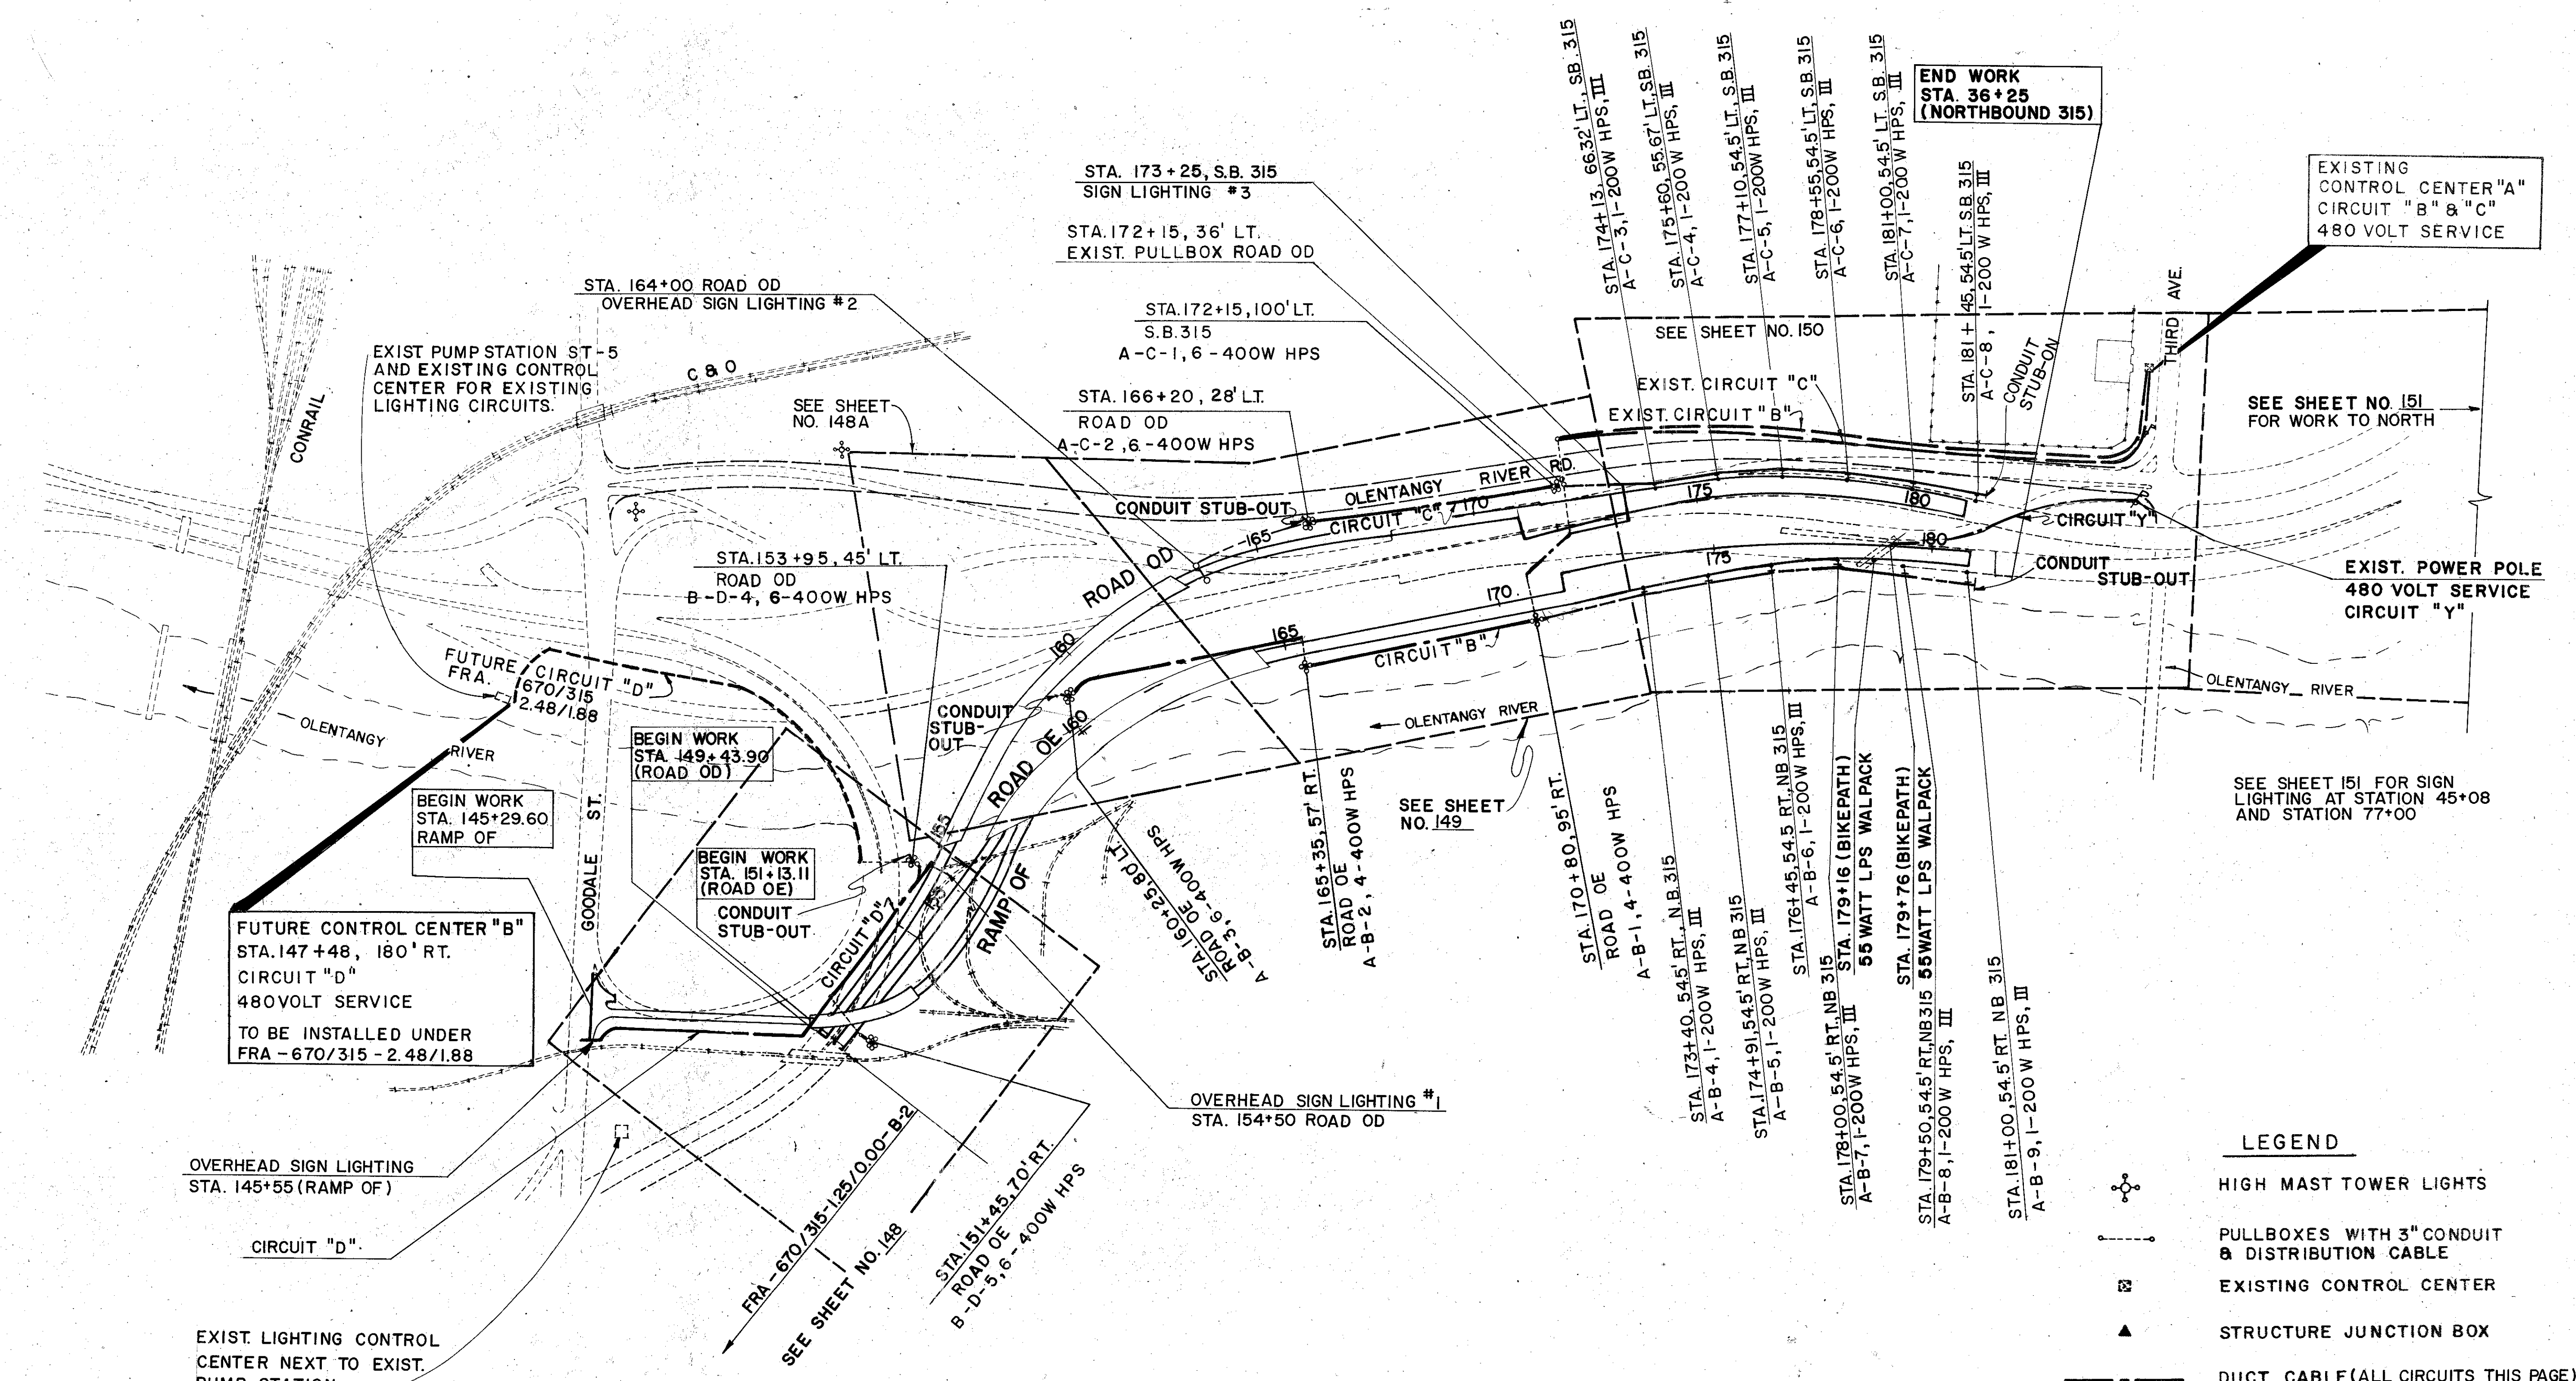 STA. 174+13, 66.32' LT., S.B. 315
A-C-3, 1-200W HPS, III
STA. 175+60, 55.67' LT, S.B. 315
A-C-4, 1-200 W HPS, III
STA. 177+10, 54.5' LT., S.B. 315
A-C-5, 1-200W HPS, III
STA. 178+55, 54.5' LT, S.B. 315
A-C-6, 1-200W HPS, III
STA. 181+00, 54.5' LT. S.B. 315
A-C-7, 1-200 W HPS, III
STA. 181+45, 54.5' LT. S.B. 315
A-C-8, 1-200 W HPS, III
END WORK
STA. 36+25
(NORTHBOUND 315)
EXISTING
CONTROL CENTER "A"
CIRCUIT "B" & "C"
480 VOLT SERVICE
STA. 173+25, S.B. 315
SIGN LIGHTING #3
STA. 172+15, 36' LT.
EXIST. PULLBOX ROAD OD
STA. 172+15, 100' LT.
S.B. 315
A-C-1, 6-400W HPS
STA. 166+20, 28' LT.
ROAD OD
A-C-2, 6-400W HPS
STA. 164+00 ROAD OD
OVERHEAD SIGN LIGHTING #2
EXIST PUMP STATION ST-5
AND EXISTING CONTROL
CENTER FOR EXISTING
LIGHTING CIRCUITS.
CONRAIL
C & O
SEE SHEET
NO. 148A
SEE SHEET NO. 150
EXIST. CIRCUIT "C"
EXIST. CIRCUIT "B"
CONDUIT
STUB-ON
THIRD AVE.
SEE SHEET NO. 151
FOR WORK TO NORTH
CONDUIT STUB-OUT
OLENTANGY RIVER RD.
CIRCUIT "C"
165
170
175
180
ROAD OD
CIRCUIT "Y"
EXIST. POWER POLE
480 VOLT SERVICE
CIRCUIT "Y"
CONDUIT
STUB-OUT
STA. 153+95, 45' LT.
ROAD OD
B-D-4, 6-400W HPS
160
165
170
175
180
CIRCUIT "B"
FUTURE CIRCUIT "D"
FRA. 670/315
2.48/1.88
OLENTANGY RIVER
CONDUIT
STUB-
OUT
ROAD OE
160
OLENTANGY RIVER
OLENTANGY RIVER
BEGIN WORK
STA. 149+43.90
(ROAD OD)
BEGIN WORK
STA. 145+29.60
RAMP OF
BEGIN WORK
STA. 151+13.11
(ROAD OE)
CONDUIT
STUB-OUT
GOODALE ST.
155
155
CIRCUIT "D"
RAMP OF
STA. 160+25, 80' LT.
ROAD OE
A-B-3, 6-400W HPS
STA. 165+35, 57' RT.
ROAD OE
A-B-2, 4-400W HPS
SEE SHEET
NO. 149
STA. 170+80, 95' RT.
ROAD OE
A-B-1, 4-400W HPS
STA. 173+40, 54.5' RT., N.B. 315
A-B-4, 1-200W HPS, III
STA. 174+91, 54.5' RT, NB 315
A-B-5, 1-200W HPS, III
STA. 176+45, 54.5 RT., NB 315
A-B-6, 1-200W HPS, III
STA. 178+00, 54.5' RT., NB 315
A-B-7, 1-200W HPS, III
STA. 179+16 (BIKEPATH)
55 WATT LPS WALPACK
STA. 179+76 (BIKEPATH)
55WATT LPS WALPACK
STA. 179+50, 54.5' RT, NB315
A-B-8, 1-200 W HPS, III
STA. 181+00, 54.5' RT. NB 315
A-B-9, 1-200 W HPS, III
SEE SHEET 151 FOR SIGN
LIGHTING AT STATION 45+08
AND STATION 77+00
FUTURE CONTROL CENTER "B"
STA. 147+48, 180' RT.
CIRCUIT "D"
480 VOLT SERVICE
TO BE INSTALLED UNDER
FRA-670/315-2.48/1.88
OVERHEAD SIGN LIGHTING #1
STA. 154+50 ROAD OD
OVERHEAD SIGN LIGHTING
STA. 145+55 (RAMP OF)
CIRCUIT "D"
FRA-670/315-1.25/0.00-B-2
SEE SHEET NO. 148
STA. 151+45, 70' RT.
ROAD OE
B-D-5, 6-400W HPS
EXIST. LIGHTING CONTROL
CENTER NEXT TO EXIST.
PUMP STATION
LEGEND
HIGH MAST TOWER LIGHTS
PULLBOXES WITH 3" CONDUIT
& DISTRIBUTION CABLE
EXISTING CONTROL CENTER
STRUCTURE JUNCTION BOX
DUCT CABLE (ALL CIRCUITS THIS PAGE)